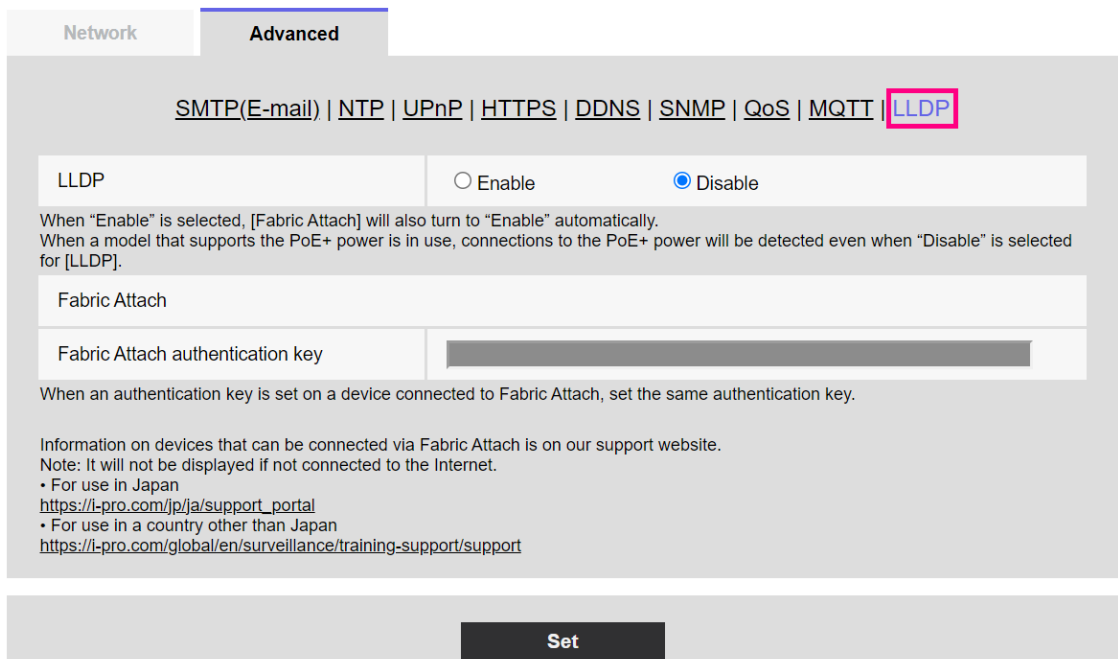 Network Advanced
SMTP(E-mail) | NTP | UPnP | HTTPS | DDNS | SNMP | QoS | MQTT | LLDP
LLDP Enable Disable
When “Enable” is selected, [Fabric Attach] will also turn to “Enable” automatically.
When a model that supports the PoE+ power is in use, connections to the PoE+ power will be detected even when “Disable” is selected
for [LLDP].
Fabric Attach
Fabric Attach authentication key
When an authentication key is set on a device connected to Fabric Attach, set the same authentication key.
Information on devices that can be connected via Fabric Attach is on our support website.
Note: It will not be displayed if not connected to the Internet.
• For use in Japan
https://i-pro.com/jp/ja/support_portal
• For use in a country other than Japan
https://i-pro.com/global/en/surveillance/training-support/support
Set